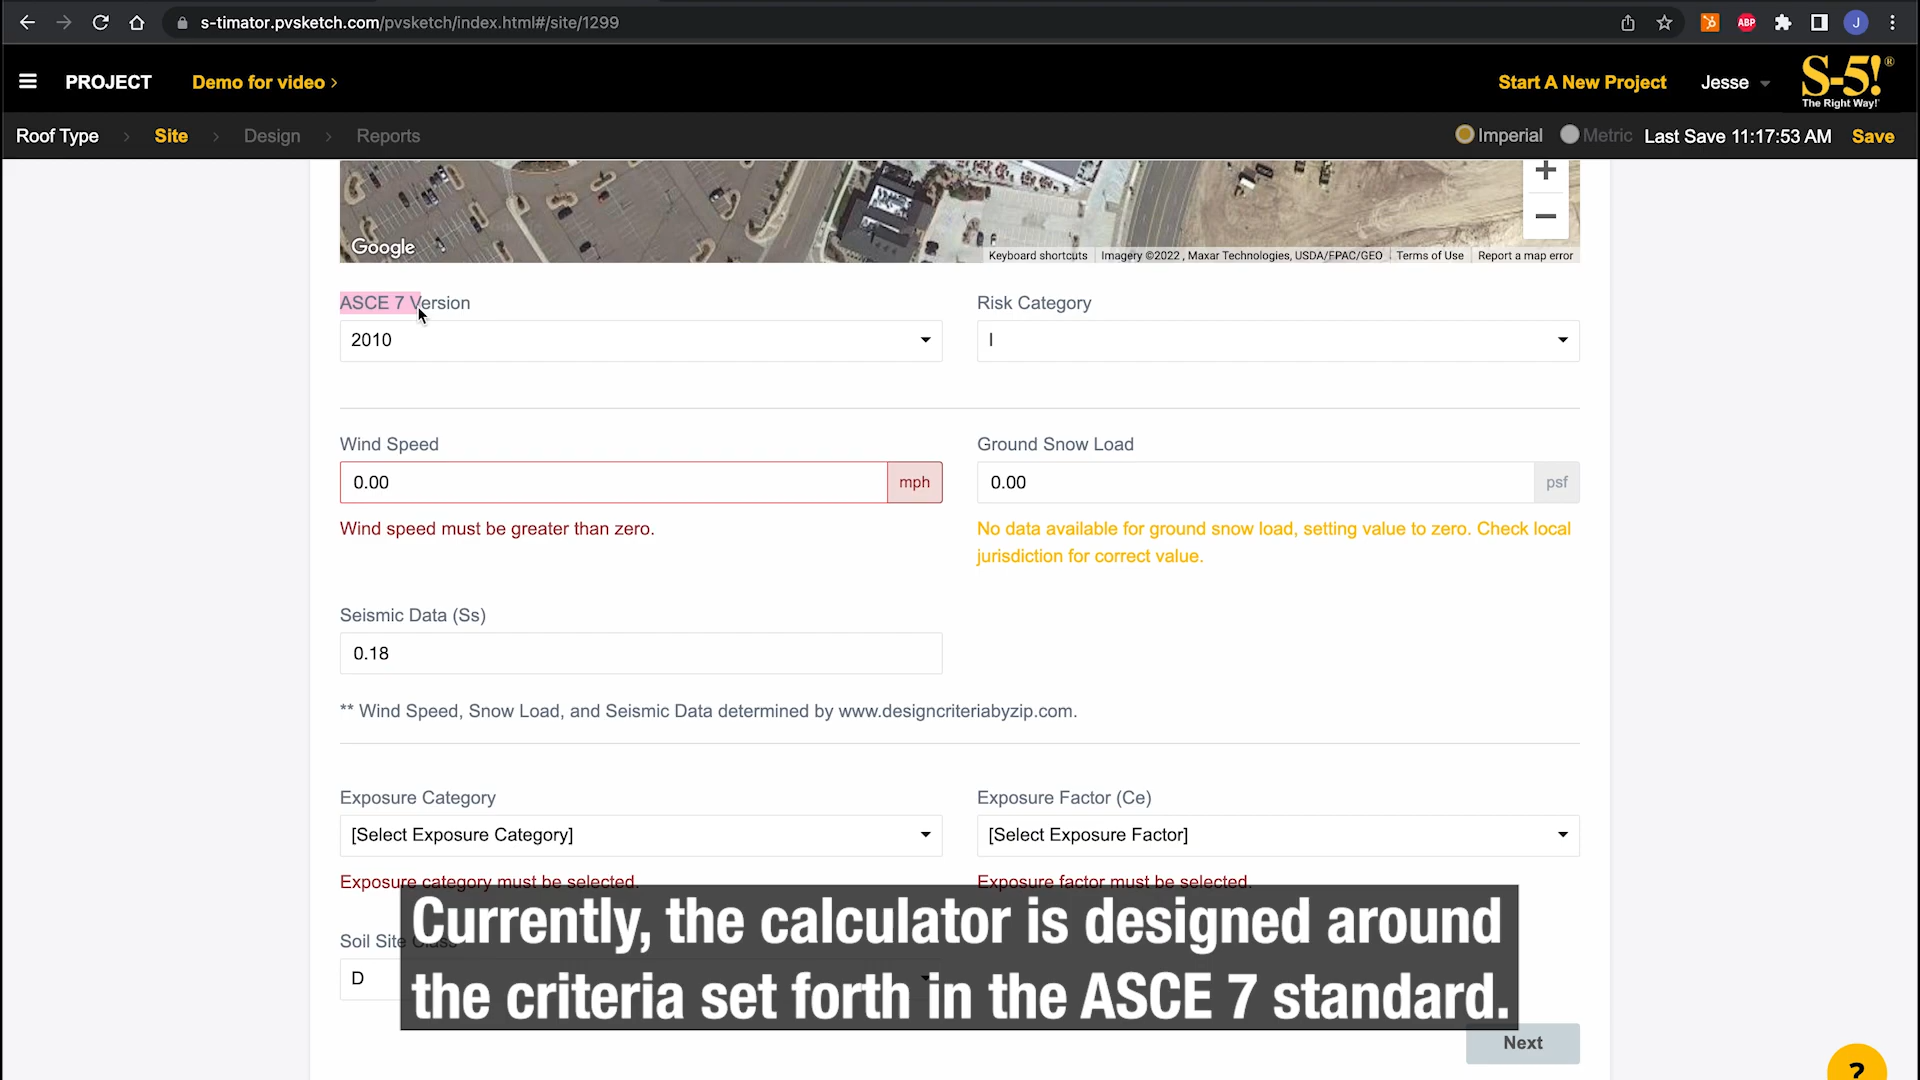 s-timator.pvsketch.com/pvsketch/index.html#/site/1299
ABP
J
PROJECT
Demo for video ›
Start A New Project
Jesse
S-5!®
The Right Way!
Roof Type › Site › Design › Reports
Imperial Metric Last Save 11:17:53 AM Save
Google
Keyboard shortcuts
Imagery ©2022 , Maxar Technologies, USDA/FPAC/GEO
Terms of Use
Report a map error
ASCE 7 Version
2010
Risk Category
I
Wind Speed
0.00 mph
Wind speed must be greater than zero.
Ground Snow Load
0.00 psf
No data available for ground snow load, setting value to zero. Check local
jurisdiction for correct value.
Seismic Data (Ss)
0.18
** Wind Speed, Snow Load, and Seismic Data determined by www.designcriteriabyzip.com.
Exposure Category
[Select Exposure Category]
Exposure category must be selected.
Exposure Factor (Ce)
[Select Exposure Factor]
Exposure factor must be selected.
Soil Site Class
D
Currently, the calculator is designed around
the criteria set forth in the ASCE 7 standard.
Next
?